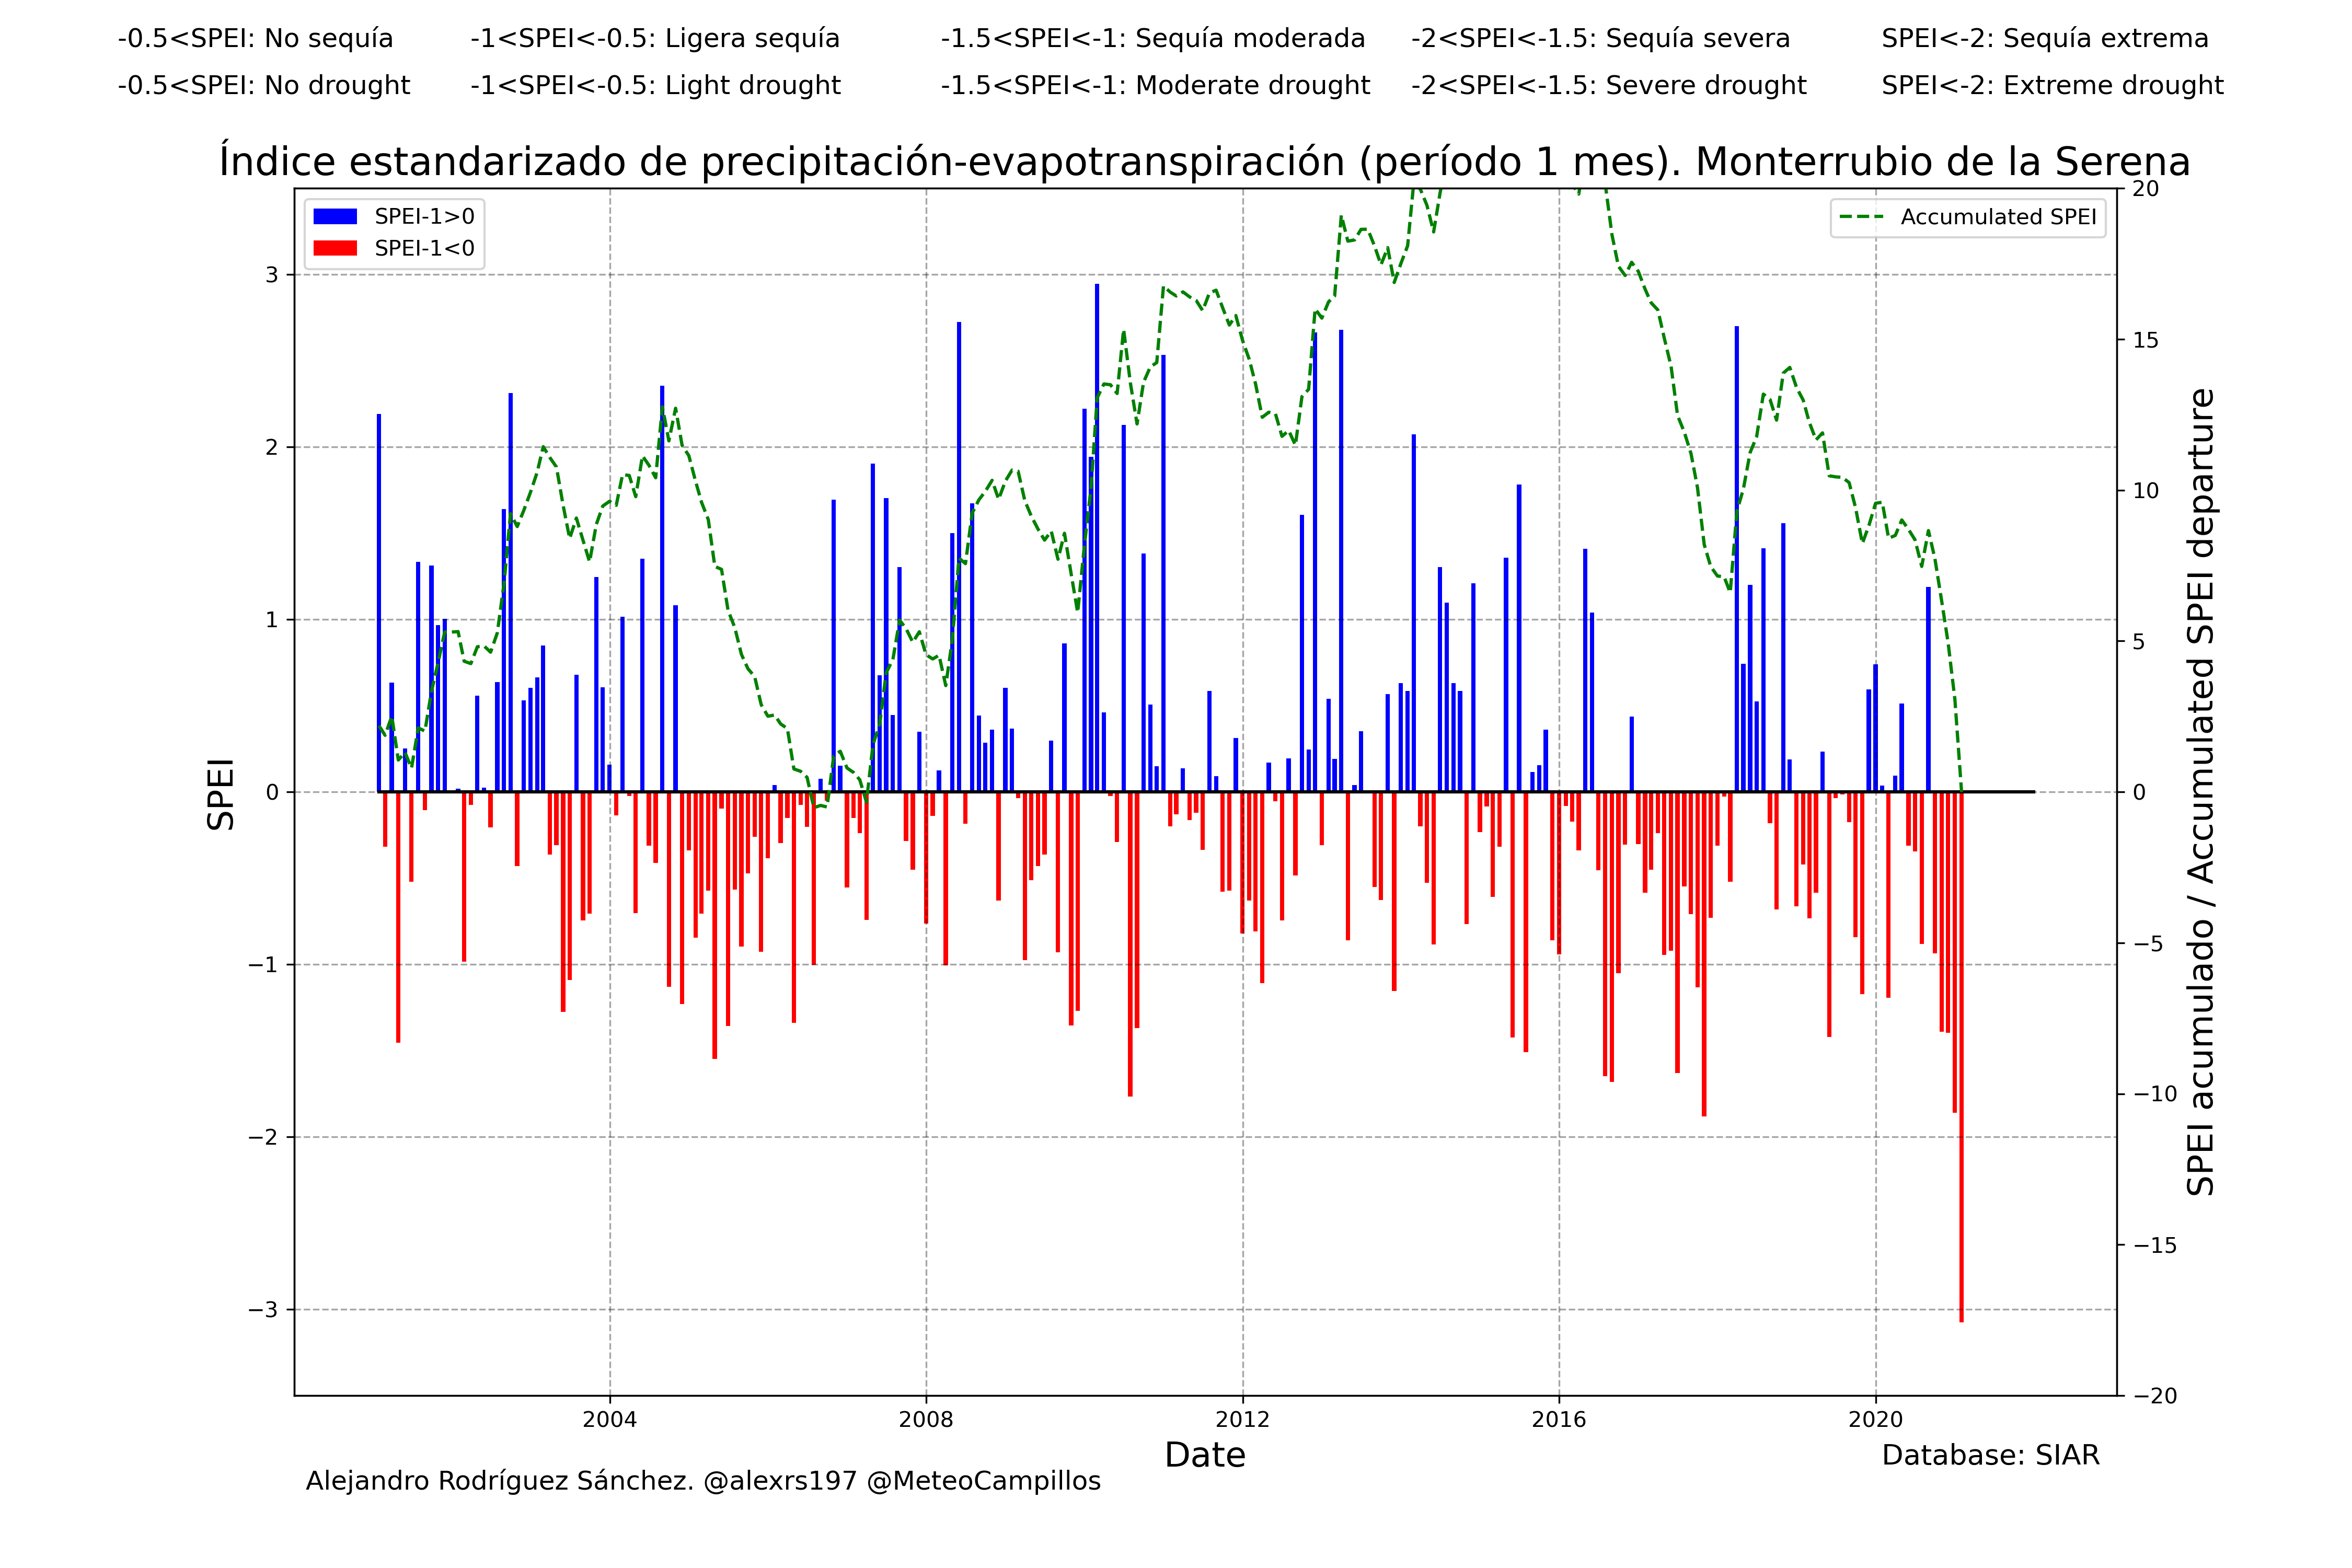 -0.5<SPEI: No sequía
-1<SPEI<-0.5: Ligera sequía
-1.5<SPEI<-1: Sequía moderada
-2<SPEI<-1.5: Sequía severa
SPEI<-2: Sequía extrema
-0.5<SPEI: No drought
-1<SPEI<-0.5: Light drought
-1.5<SPEI<-1: Moderate drought
-2<SPEI<-1.5: Severe drought
SPEI<-2: Extreme drought
Índice estandarizado de precipitación-evapotranspiración (período 1 mes). Monterrubio de la Serena
SPEI-1>0
SPEI-1<0
Accumulated SPEI
SPEI
3
2
1
0
−1
−2
−3
20
15
10
5
0
−5
−10
−15
−20
SPEI acumulado / Accumulated SPEI departure
2004
2008
2012
2016
2020
Date
Database: SIAR
Alejandro Rodríguez Sánchez. @alexrs197 @MeteoCampillos